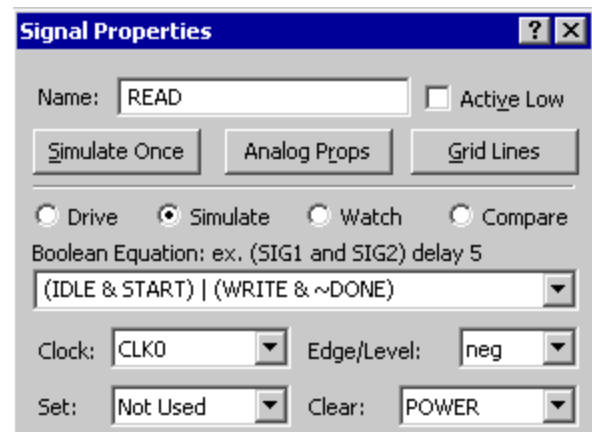 Signal Properties ? X
Name: READ Active Low
Simulate Once Analog Props Grid Lines
Drive Simulate Watch Compare
Boolean Equation: ex. (SIG1 and SIG2) delay 5
(IDLE & START) | (WRITE & ~DONE)
Clock: CLK0 Edge/Level: neg
Set: Not Used Clear: POWER